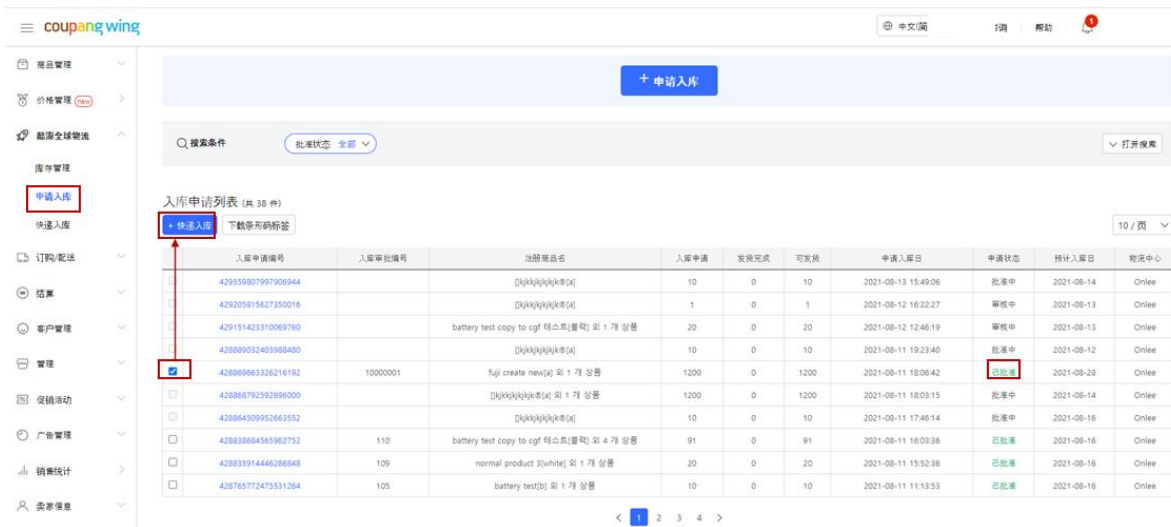 coupang wing
中文(简
帮助
1
商品管理
价格管理 new
酷澎全球物流
库存管理
申请入库
快递入库
订购/配送
结算
客户管理
管理
促销活动
广告管理
销售统计
卖家信息
+ 申请入库
搜索条件 批准状态 全部 打开搜索
入库申请列表 (共 38 件)
+ 快递入库 下载条形码标签 10 / 页
入库申请编号 入库审批编号 注册商品名 入库申请 发货完成 可发货 申请入库日 申请状态 预计入库日 物流中心
429559807997906944 []kjkkjkjkjkjk®[a] 10 0 10 2021-08-13 15:49:06 批准中 2021-08-14 Onlee
429205815627350016 []kjkkjkjkjkjk®[a] 1 0 1 2021-08-12 16:22:27 审核中 2021-08-13 Onlee
429151423310069760 battery test copy to cgf 테스트[블랙] 외 1 개 상품 20 0 20 2021-08-12 12:46:19 审核中 2021-08-13 Onlee
428889032403988480 []kjkkjkjkjkjk®[a] 10 0 10 2021-08-11 19:23:40 批准中 2021-08-12 Onlee
428869663326216192 10000001 fuji create new[a] 외 1 개 상품 1200 0 1200 2021-08-11 18:06:42 已批准 2021-08-28 Onlee
428868792592896000 []kjkkjkjkjkjk®[a] 외 1 개 상품 1200 0 1200 2021-08-11 18:03:15 批准中 2021-08-14 Onlee
428864509952663552 []kjkkjkjkjkjk®[a] 10 0 10 2021-08-11 17:46:14 批准中 2021-08-16 Onlee
428838684565962752 110 battery test copy to cgf 테스트[블랙] 외 4 개 상품 91 0 91 2021-08-11 16:03:36 已批准 2021-08-16 Onlee
428835914446286848 109 normal product 3[white] 외 1 개 상품 20 0 20 2021-08-11 15:52:36 已批准 2021-08-16 Onlee
428765772475531264 105 battery test[b] 외 1 개 상품 10 0 10 2021-08-11 11:13:53 已批准 2021-08-16 Onlee
< 1 2 3 4 >